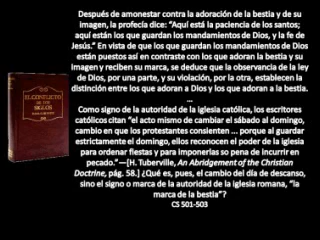 Después de amonestar contra la adoración de la bestia y de su
imagen, la profecía dice: “Aquí está la paciencia de los santos;
aquí están los que guardan los mandamientos de Dios, y la fe de
Jesús.” En vista de que los que guardan los mandamientos de Dios
están puestos así en contraste con los que adoran la bestia y su
imagen y reciben su marca, se deduce que la observancia de la ley
de Dios, por una parte, y su violación, por la otra, establecen la
distinción entre los que adoran a Dios y los que adoran a la bestia.
...
Como signo de la autoridad de la iglesia católica, los escritores
católicos citan “el acto mismo de cambiar el sábado al domingo,
cambio en que los protestantes consienten ... porque al guardar
estrictamente el domingo, ellos reconocen el poder de la iglesia
para ordenar fiestas y para imponerlas so pena de incurrir en
pecado.”—[H. Tuberville, An Abridgement of the Christian
Doctrine, pág. 58.] ¿Qué es, pues, el cambio del día de descanso,
sino el signo o marca de la autoridad de la iglesia romana, “la
marca de la bestia”?
CS 501-503
EL CONFLICTO
DE LOS
SIGLOS